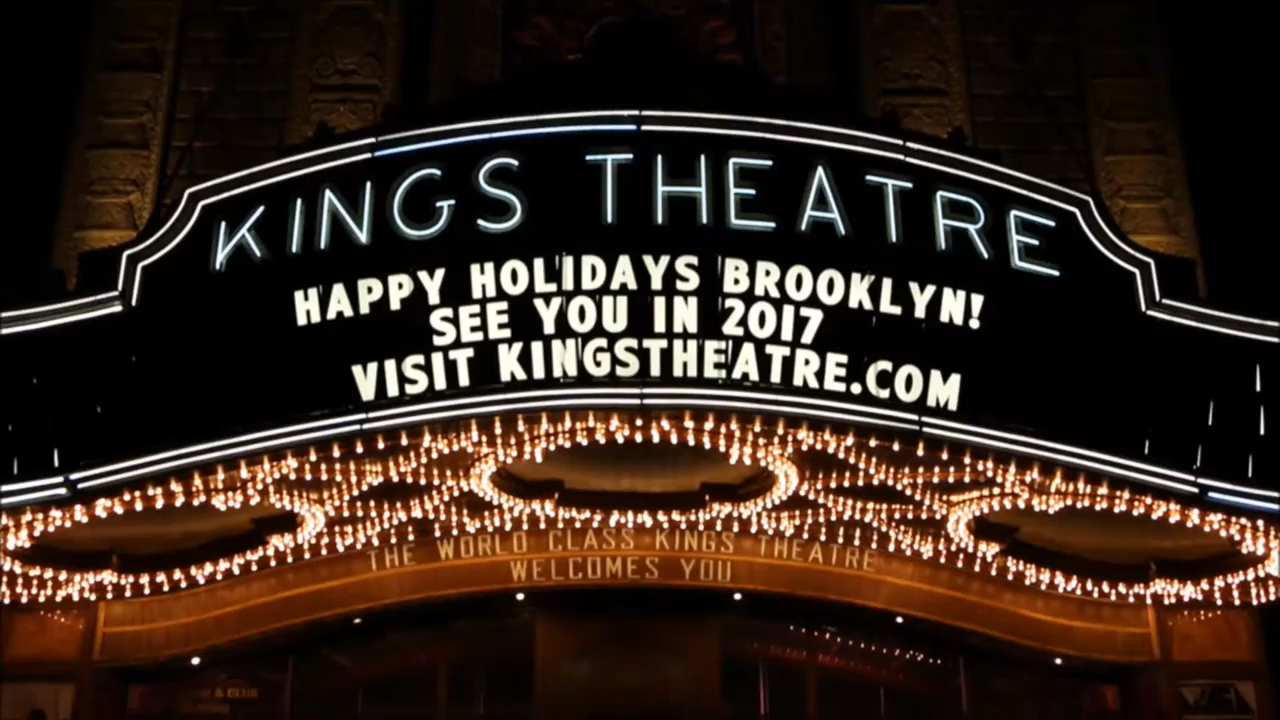 KINGS THEATRE
HAPPY HOLIDAYS BROOKLYN!
SEE YOU IN 2017
VISIT KINGSTHEATRE.COM
THE WORLD CLASS KINGS THEATRE
WELCOMES YOU